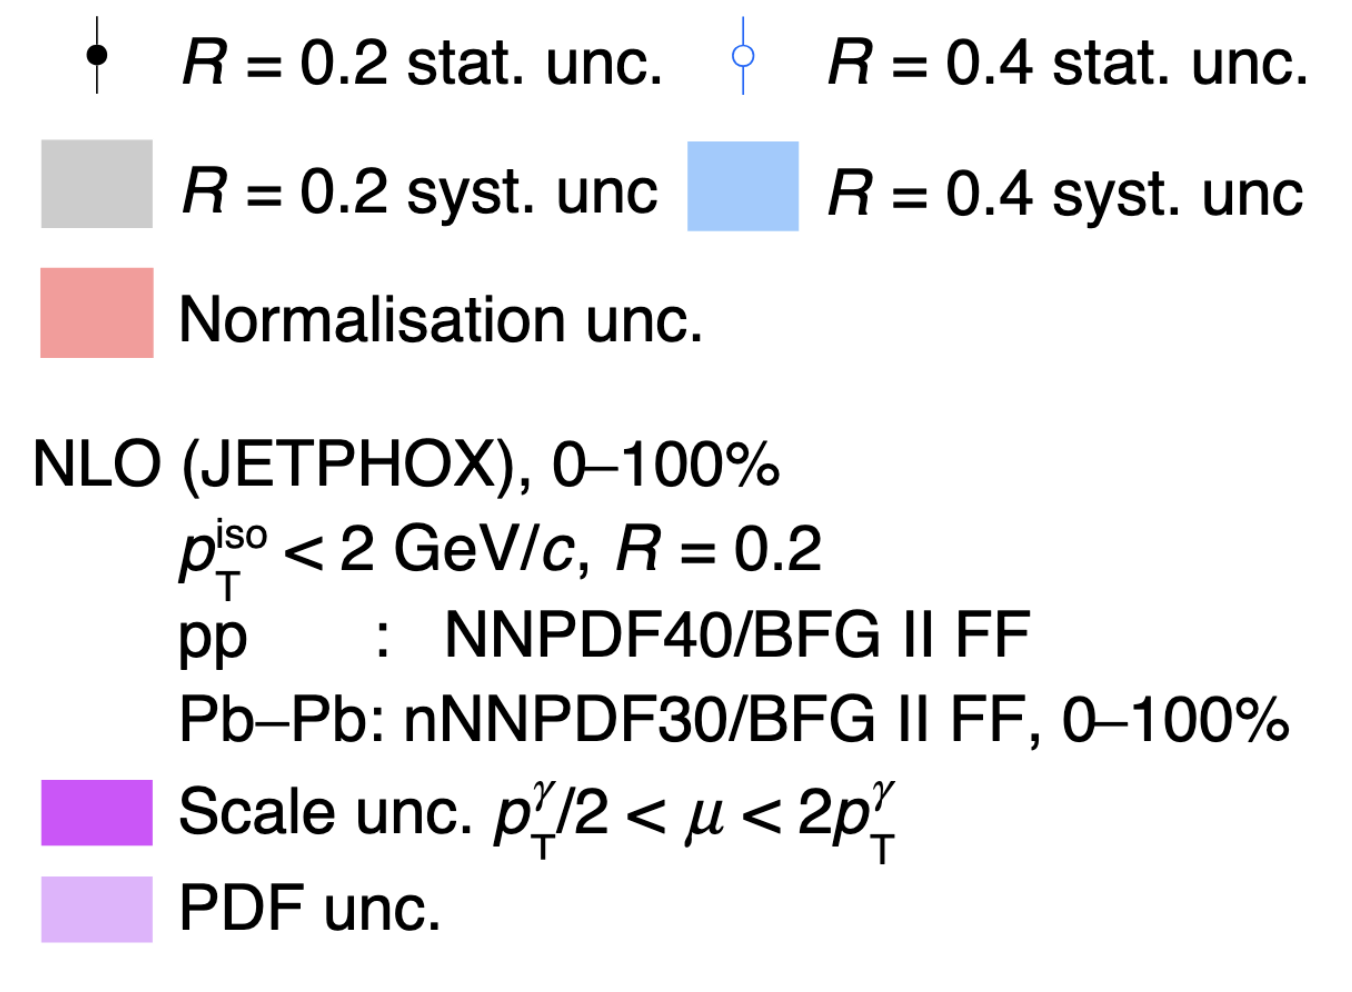 R = 0.2 stat. unc. R = 0.4 stat. unc.
R = 0.2 syst. unc R = 0.4 syst. unc
Normalisation unc.
NLO (JETPHOX), 0–100%
p_T^iso < 2 GeV/c, R = 0.2
pp : NNPDF40/BFG II FF
Pb–Pb: nNNPDF30/BFG II FF, 0–100%
Scale unc. p_T^γ/2 < μ < 2p_T^γ
PDF unc.